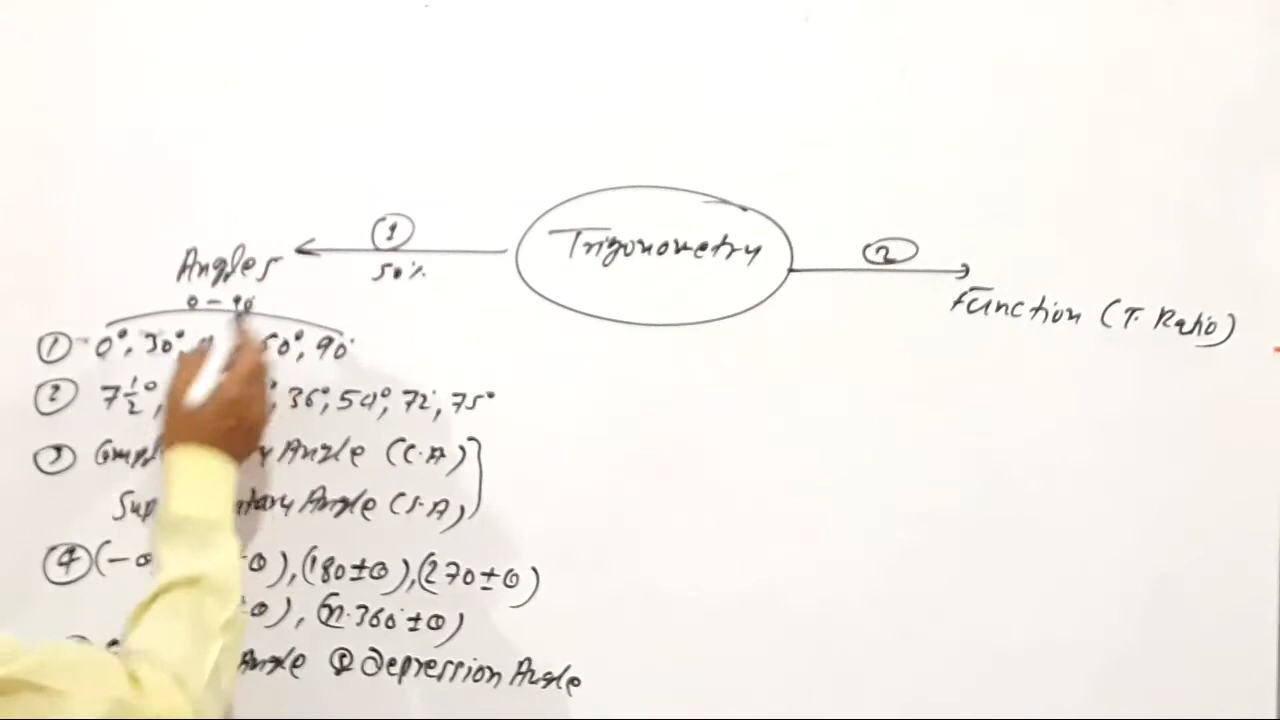 Trigonometry
① 50%
Angles
0 - 90
① 0°, 30°, 60°, 90°
② 7½°, 36°, 54°, 72°, 75°
③ Angle (C.A)
Angle (S.A)
④ (-θ), (180±θ), (270±θ)
(n.360±θ)
Angle & Depression Angle
②
Function (T. Ratio)